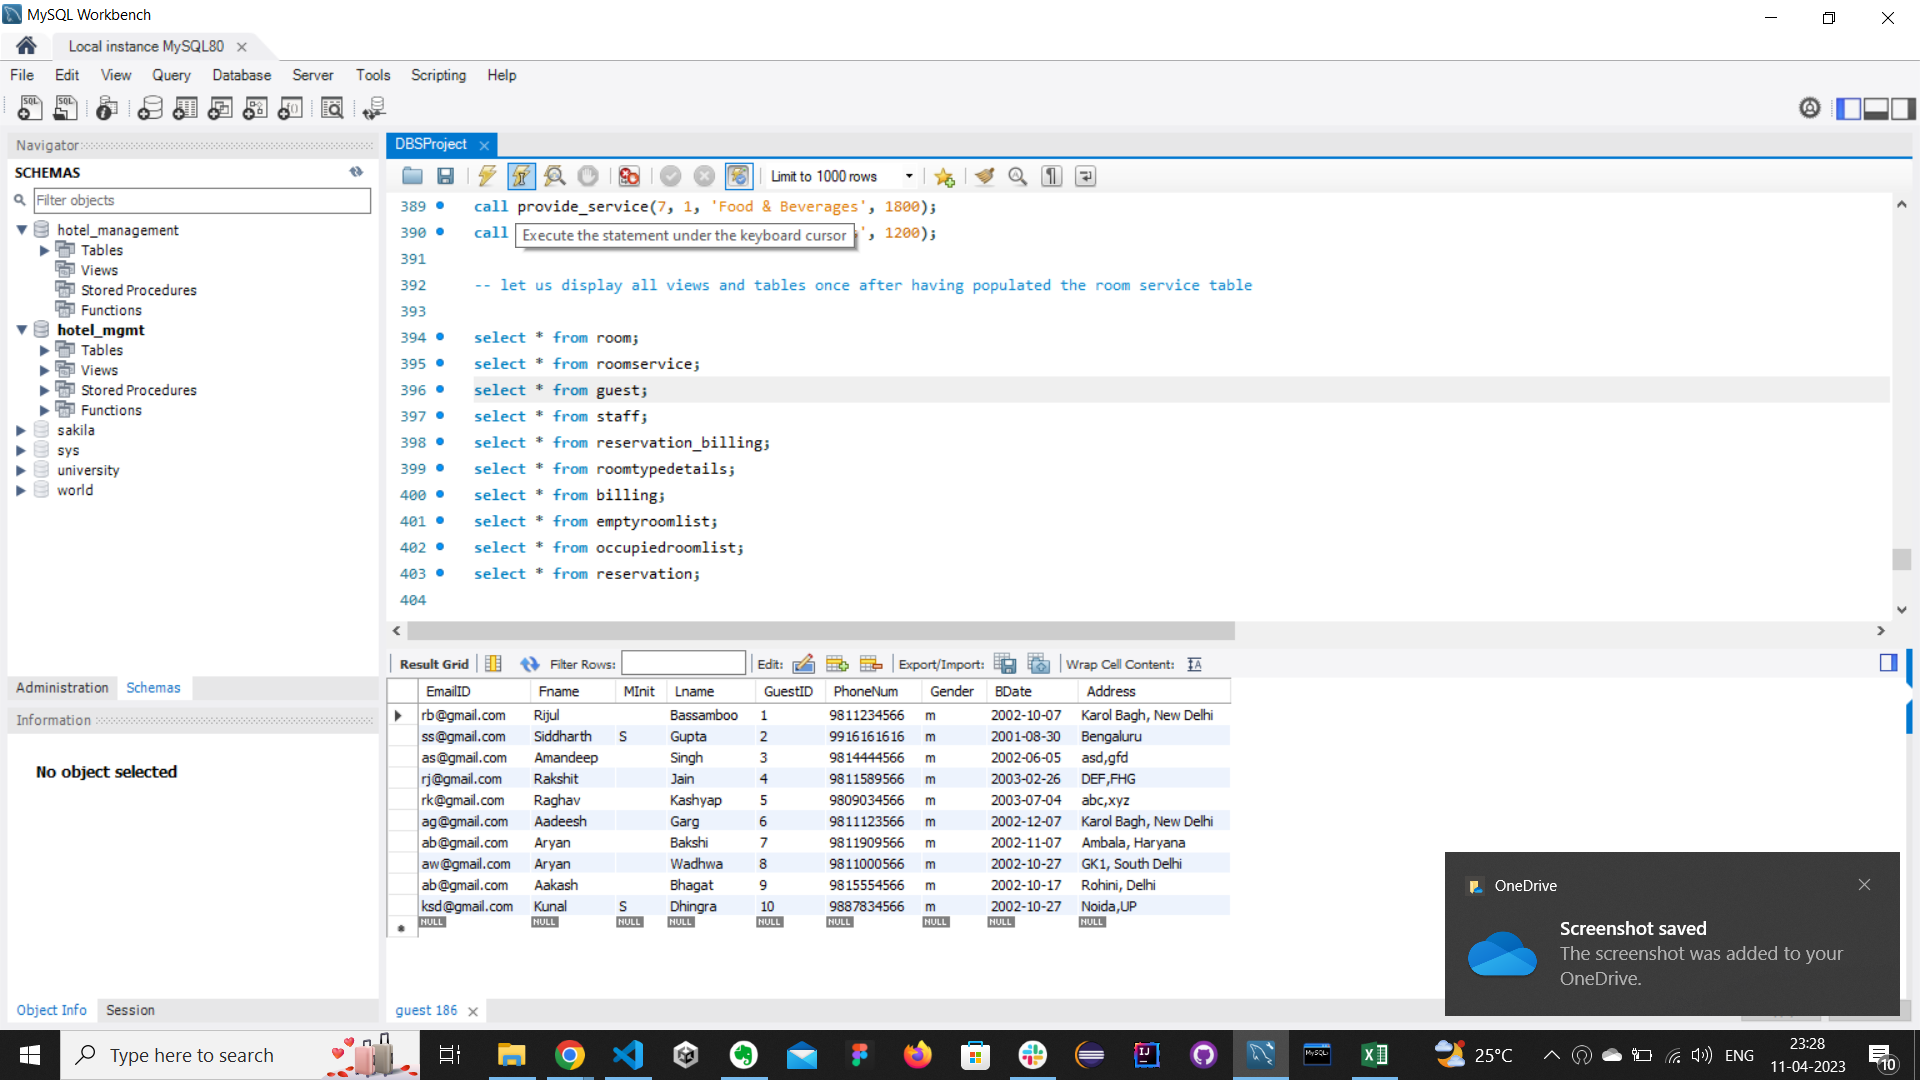 MySQL Workbench
Local instance MySQL80
File Edit View Query Database Server Tools Scripting Help
Navigator
SCHEMAS
Filter objects
hotel_management
Tables
Views
Stored Procedures
Functions
hotel_mgmt
Tables
Views
Stored Procedures
Functions
sakila
sys
university
world
Administration Schemas
Information
No object selected
Object Info Session
DBSProject
Limit to 1000 rows
389 call provide_service(7, 1, 'Food & Beverages', 1800);
390 call ', 1200);
Execute the statement under the keyboard cursor
391
392 -- let us display all views and tables once after having populated the room service table
393
394 select * from room;
395 select * from roomservice;
396 select * from guest;
397 select * from staff;
398 select * from reservation_billing;
399 select * from roomtypedetails;
400 select * from billing;
401 select * from emptyroomlist;
402 select * from occupiedroomlist;
403 select * from reservation;
404
Result Grid Filter Rows: Edit: Export/Import: Wrap Cell Content:
EmailID Fname MInit Lname GuestID PhoneNum Gender BDate Address
rb@gmail.com Rijul Bassamboo 1 9811234566 m 2002-10-07 Karol Bagh, New Delhi
ss@gmail.com Siddharth S Gupta 2 9916161616 m 2001-08-30 Bengaluru
as@gmail.com Amandeep Singh 3 9814444566 m 2002-06-05 asd,gfd
rj@gmail.com Rakshit Jain 4 9811589566 m 2003-02-26 DEF,FHG
rk@gmail.com Raghav Kashyap 5 9809034566 m 2003-07-04 abc,xyz
ag@gmail.com Aadeesh Garg 6 9811123566 m 2002-12-07 Karol Bagh, New Delhi
ab@gmail.com Aryan Bakshi 7 9811909566 m 2002-11-07 Ambala, Haryana
aw@gmail.com Aryan Wadhwa 8 9811000566 m 2002-10-27 GK1, South Delhi
ab@gmail.com Aakash Bhagat 9 9815554566 m 2002-10-17 Rohini, Delhi
ksd@gmail.com Kunal S Dhingra 10 9887834566 m 2002-10-27 Noida,UP
NULL NULL NULL NULL NULL NULL NULL NULL NULL
guest 186
OneDrive
Screenshot saved
The screenshot was added to your
OneDrive.
Type here to search
25°C
ENG
23:28
11-04-2023
10